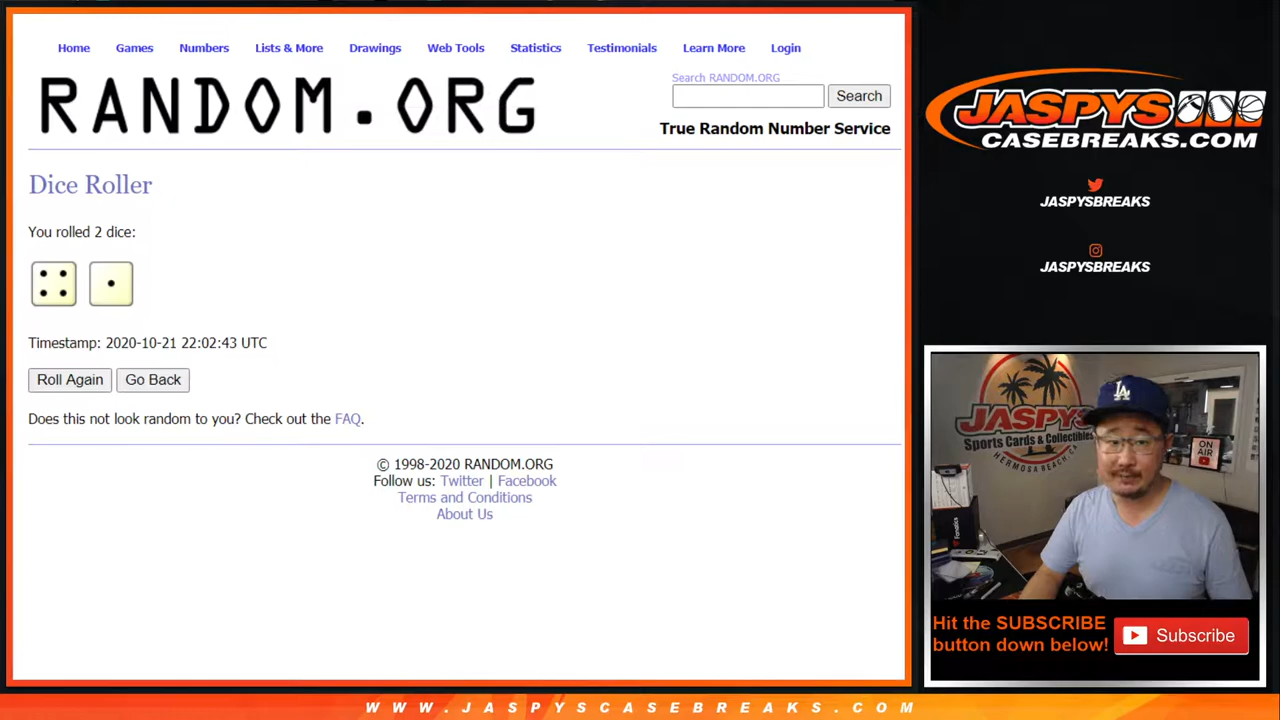 Home Games Numbers Lists & More Drawings Web Tools Statistics Testimonials Learn More Login
RANDOM.ORG
Search RANDOM.ORG
Search
True Random Number Service
Dice Roller
You rolled 2 dice:
Timestamp: 2020-10-21 22:02:43 UTC
Roll Again Go Back
Does this not look random to you? Check out the FAQ.
© 1998-2020 RANDOM.ORG
Follow us: Twitter | Facebook
Terms and Conditions
About Us
JASPYS
CASEBREAKS.COM
JASPYSBREAKS
JASPYSBREAKS
JASPYS
Sports Cards & Collectibles
HERMOSA BEACH, CA
LA
ON
AIR
Fanatics
Hit the SUBSCRIBE
button down below!
Subscribe
WWW.JASPYSCASEBREAKS.COM